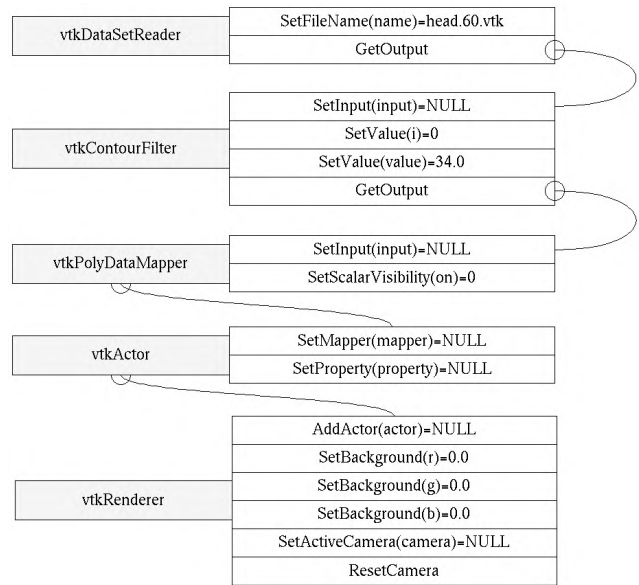 vtkDataSetReader
SetFileName(name)=head.60.vtk
GetOutput
vtkContourFilter
SetInput(input)=NULL
SetValue(i)=0
SetValue(value)=34.0
GetOutput
vtkPolyDataMapper
SetInput(input)=NULL
SetScalarVisibility(on)=0
vtkActor
SetMapper(mapper)=NULL
SetProperty(property)=NULL
vtkRenderer
AddActor(actor)=NULL
SetBackground(r)=0.0
SetBackground(g)=0.0
SetBackground(b)=0.0
SetActiveCamera(camera)=NULL
ResetCamera